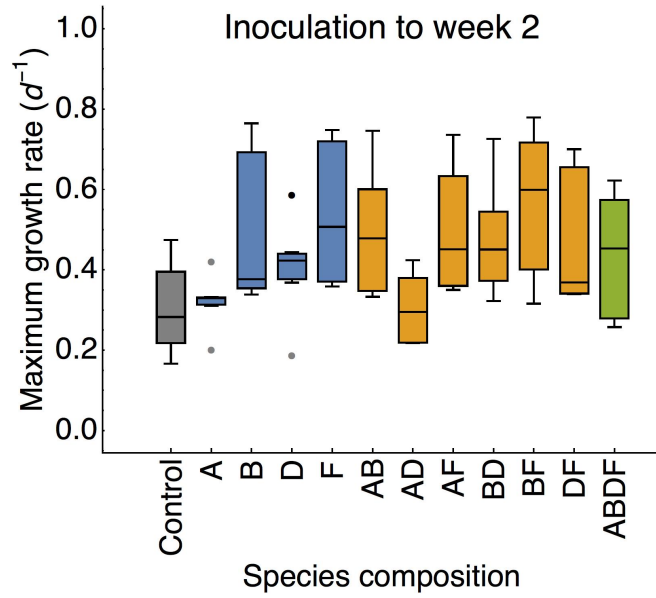 Inoculation to week 2
Maximum growth rate (d⁻¹)
1.0
0.8
0.6
0.4
0.2
0.0
Control
A
B
D
F
AB
AD
AF
BD
BF
DF
ABDF
Species composition